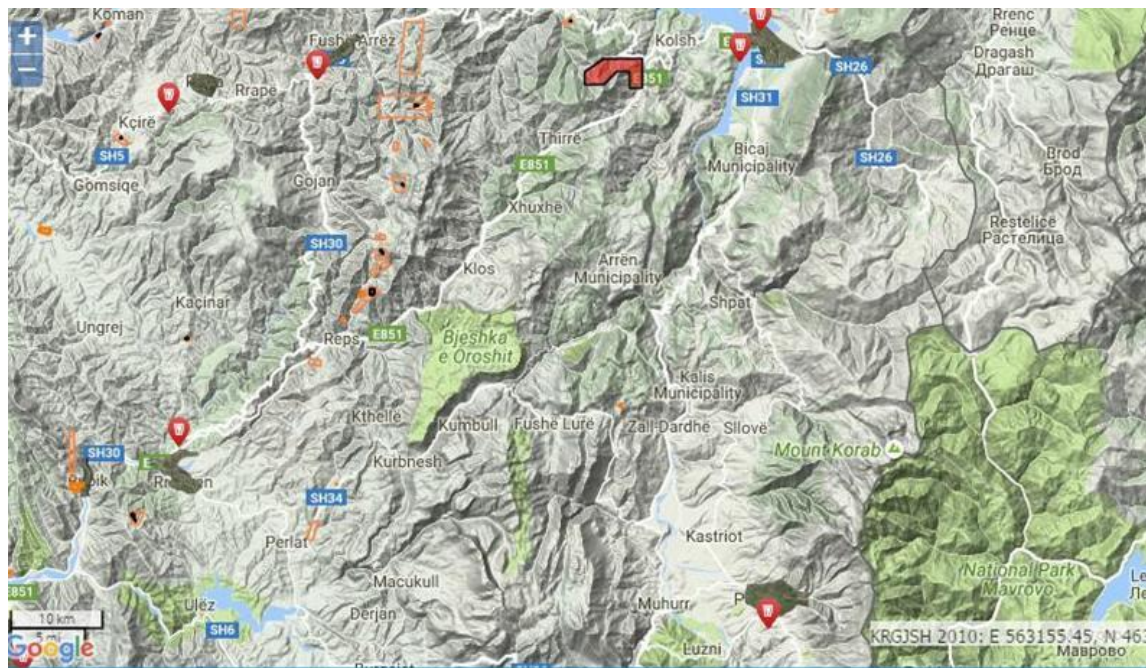 +
Koman
Fushë Arrëz
Kolsh
Rrenc
Ренце
Dragash
Драгаш
SH26
E851
SH31
Rrape
Kçirë
Thirrë
SH5
E851
Bicaj
Municipality
SH26
Brod
Брод
Gomsiqe
Gojan
Xhuxhë
Restelicë
Растелица
SH30
Klos
Arrën
Municipality
Kaçinar
Shpat
Ungrej
Reps
E851
Bjeshka
e Oroshit
Kalis
Municipality
Kthellë
Kumbull
Fushë Lurë
Zall-Dardhë
Sllovë
Mount Korab
SH30
Kurbnesh
SH34
Perlat
Kastriot
Macukull
National Park
Mavrovo
851
Ulëz
Derjan
Muhurr
SH6
Luzni
10 km
5 mi
Google
KRGJSH 2010: E 563155.45, N 463
Маврово